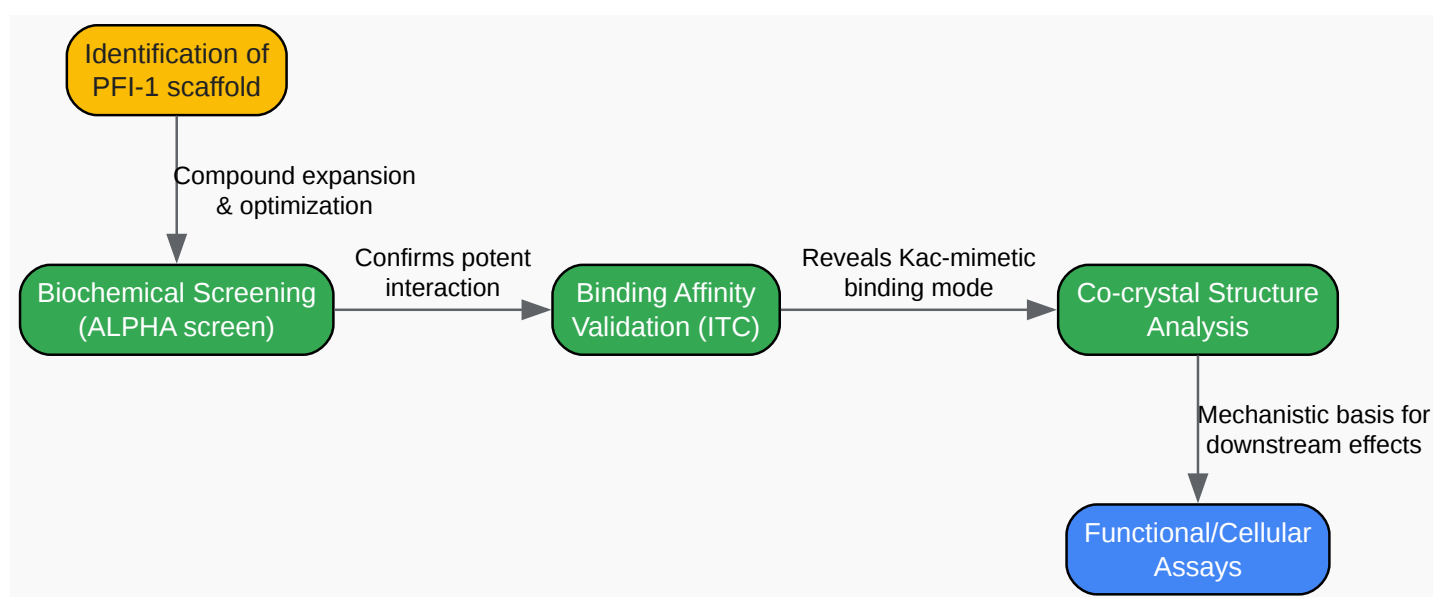 Identification of
PFI-1 scaffold
Compound expansion
& optimization
Biochemical Screening
(ALPHA screen)
Confirms potent
interaction
Binding Affinity
Validation (ITC)
Reveals Kac-mimetic
binding mode
Co-crystal Structure
Analysis
Mechanistic basis for
downstream effects
Functional/Cellular
Assays